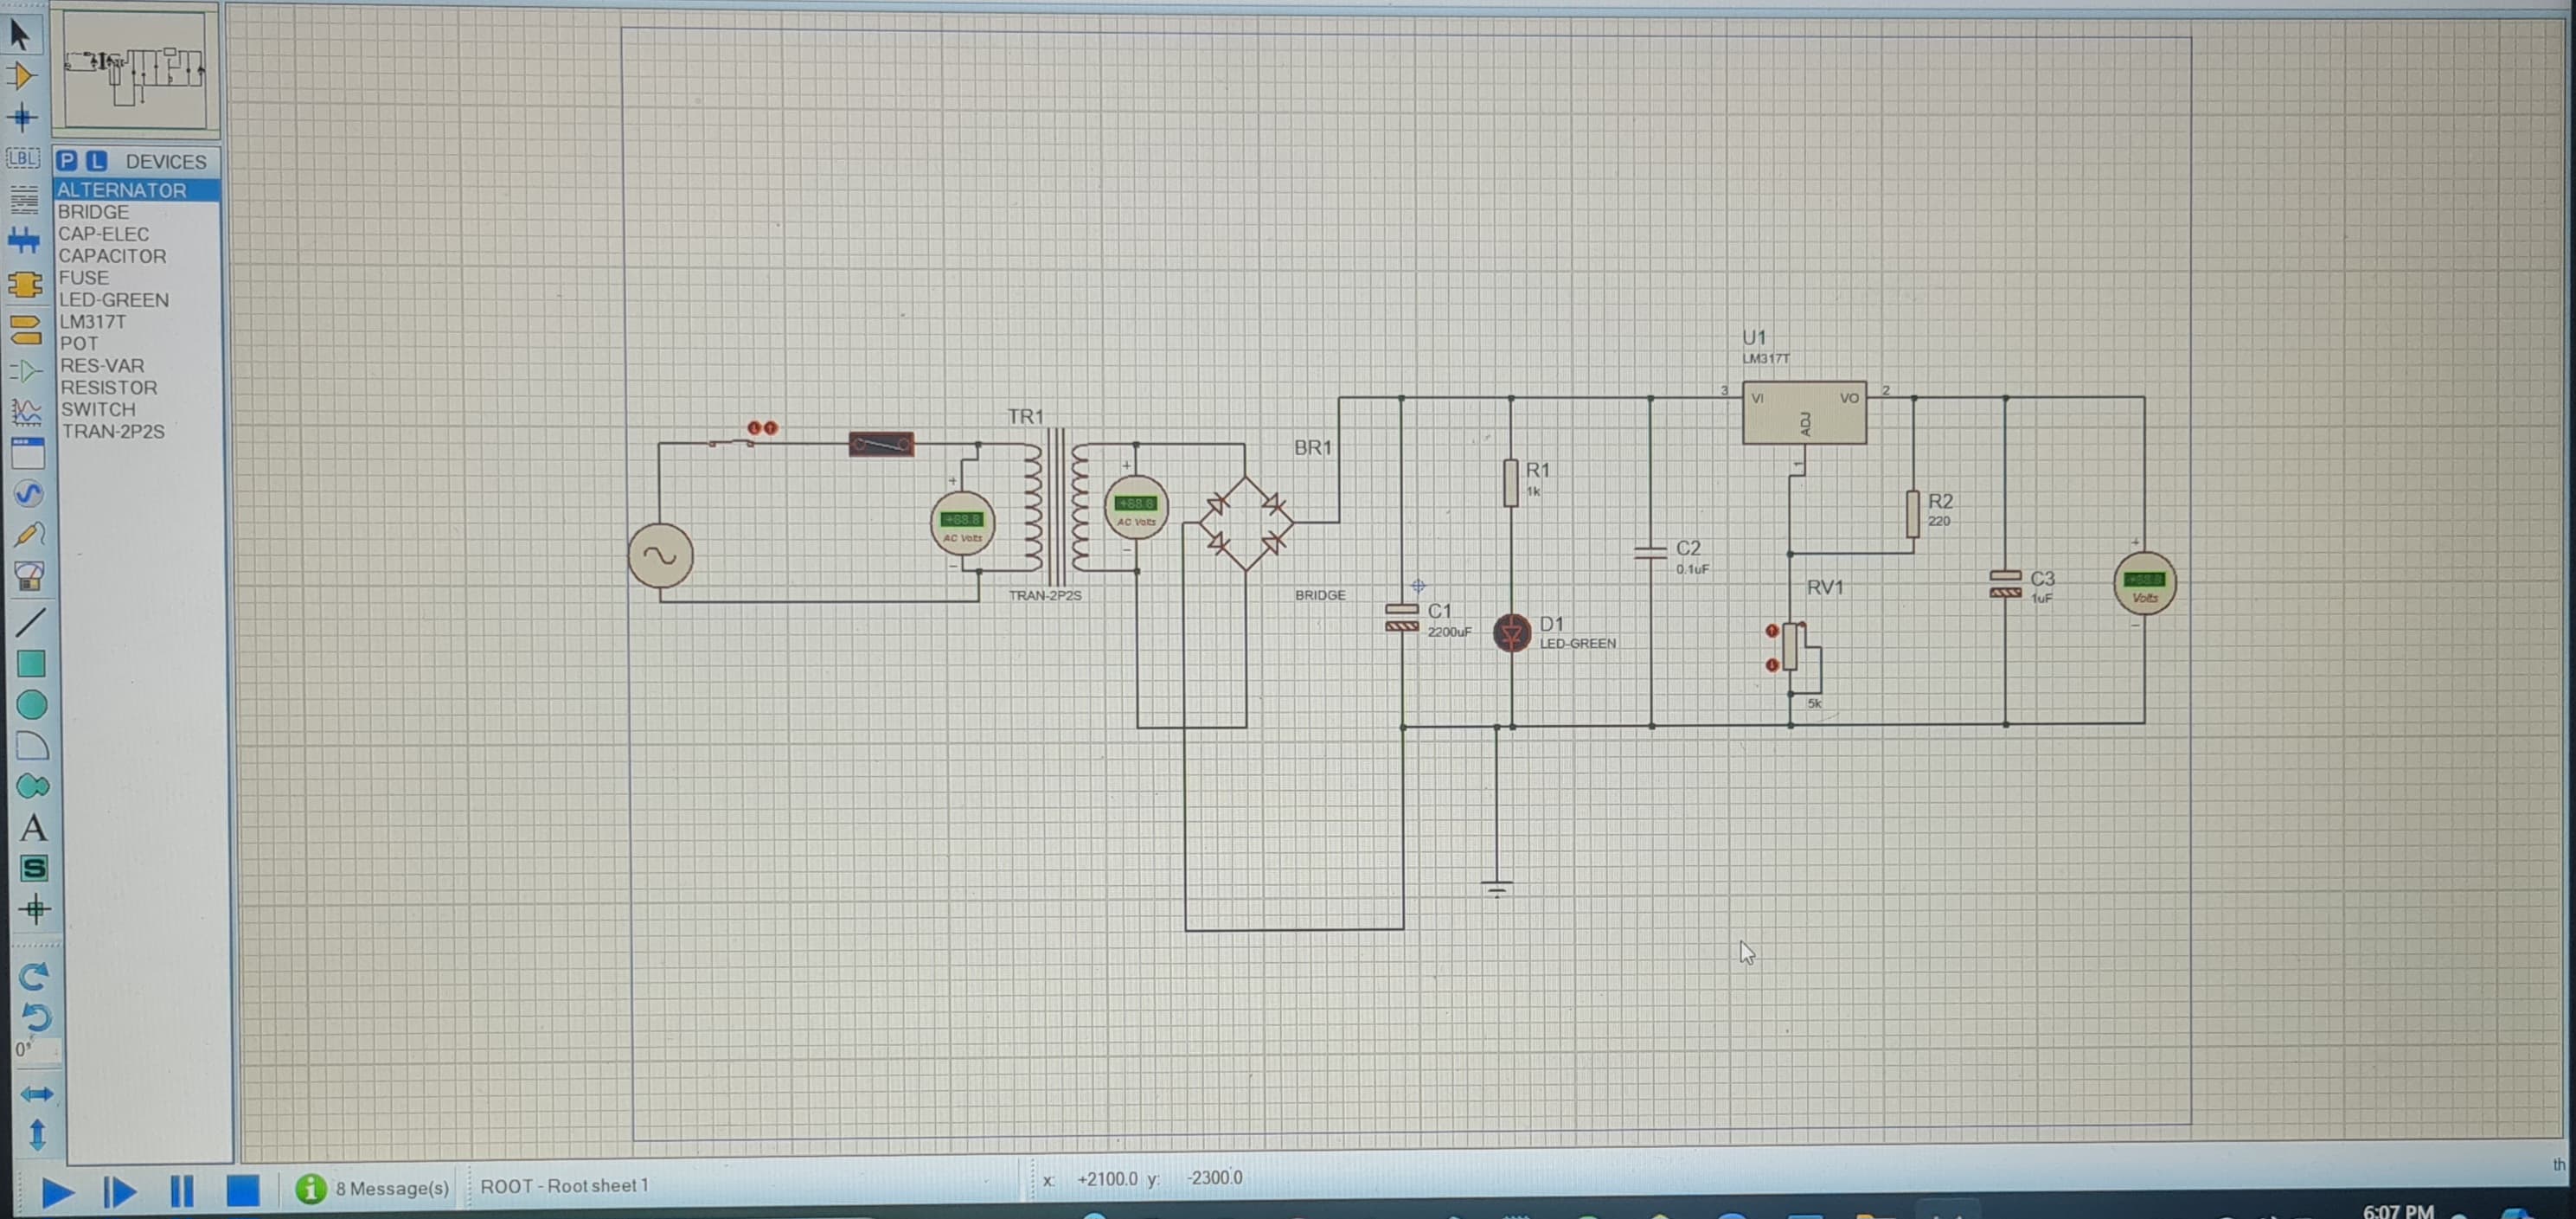 LBL
P L DEVICES
ALTERNATOR
BRIDGE
CAP-ELEC
CAPACITOR
FUSE
LED-GREEN
LM317T
POT
RES-VAR
RESISTOR
SWITCH
TRAN-2P2S
A
S
0°
TR1
TRAN-2P2S
+
+88.8
AC Volts
−
+
+88.8
AC Volts
−
BR1
BRIDGE
C1
2200uF
R1
1k
D1
LED-GREEN
C2
0.1uF
U1
LM317T
3
VI
VO
2
ADJ
1
R2
220
RV1
5k
C3
1uF
+
+88.8
Volts
−
8 Message(s)
ROOT - Root sheet 1
x: +2100.0 y: -2300.0
th
6:07 PM